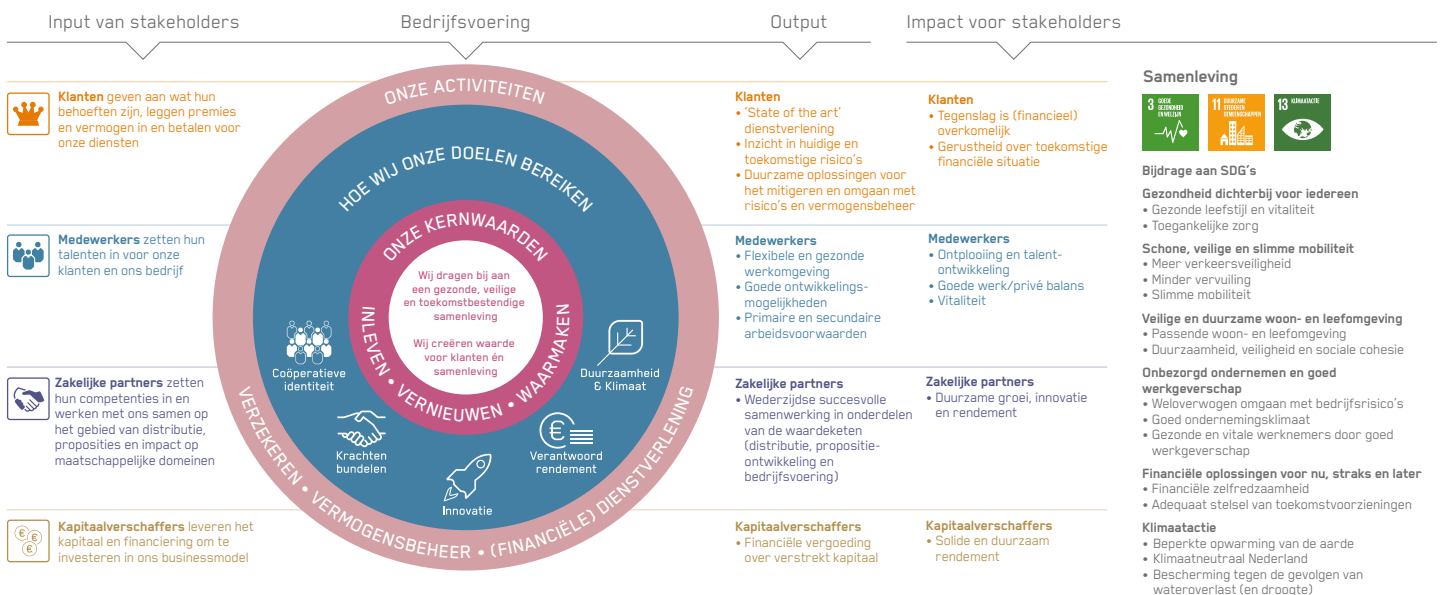 Input van stakeholders
Bedrijfsvoering
Output
Impact voor stakeholders
Klanten geven aan wat hun
behoeften zijn, leggen premies
en vermogen in en betalen voor
onze diensten
Medewerkers zetten hun
talenten in voor onze
klanten en ons bedrijf
Zakelijke partners zetten
hun competenties in en
werken met ons samen op
het gebied van distributie,
proposities en impact op
maatschappelijke domeinen
Kapitaalverschaffers leveren het
kapitaal en financiering om te
investeren in ons businessmodel
ONZE ACTIVITEITEN
HOE WIJ ONZE DOELEN BEREIKEN
ONZE KERNWAARDEN
Wij dragen bij aan
een gezonde, veilige
en toekomstbestendige
samenleving
Wij creëren waarde
voor klanten én
samenleving
INLEVEN • VERNIEUWEN • WAARMAKEN
Coöperatieve
identiteit
Krachten
bundelen
Innovatie
Verantwoord
rendement
Duurzaamheid
& Klimaat
VERZEKEREN • VERMOGENSBEHEER • (FINANCIËLE) DIENSTVERLENING
Klanten
• 'State of the art'
dienstverlening
• Inzicht in huidige en
toekomstige risico's
• Duurzame oplossingen voor
het mitigeren en omgaan met
risico's en vermogensbeheer
Medewerkers
• Flexibele en gezonde
werkomgeving
• Goede ontwikkelings-
mogelijkheden
• Primaire en secundaire
arbeidsvoorwaarden
Zakelijke partners
• Wederzijdse succesvolle
samenwerking in onderdelen
van de waardeketen
(distributie, propositie-
ontwikkeling en
bedrijfsvoering)
Kapitaalverschaffers
• Financiële vergoeding
over verstrekt kapitaal
Klanten
• Tegenslag is (financieel)
overkomelijk
• Gerustheid over toekomstige
financiële situatie
Medewerkers
• Ontplooiing en talent-
ontwikkeling
• Goede werk/privé balans
• Vitaliteit
Zakelijke partners
• Duurzame groei, innovatie
en rendement
Kapitaalverschaffers
• Solide en duurzaam
rendement
Samenleving
3 GOEDE
GEZONDHEID
EN WELZIJN
11 DUURZAME
STEDEN EN
GEMEENSCHAPPEN
13 KLIMAATACTIE
Bijdrage aan SDG's
Gezondheid dichterbij voor iedereen
• Gezonde leefstijl en vitaliteit
• Toegankelijke zorg
Schone, veilige en slimme mobiliteit
• Meer verkeersveiligheid
• Minder vervuiling
• Slimme mobiliteit
Veilige en duurzame woon- en leefomgeving
• Passende woon- en leefomgeving
• Duurzaamheid, veiligheid en sociale cohesie
Onbezorgd ondernemen en goed
werkgeverschap
• Weloverwogen omgaan met bedrijfsrisico's
• Goed ondernemingsklimaat
• Gezonde en vitale werknemers door goed
werkgeverschap
Financiële oplossingen voor nu, straks en later
• Financiële zelfredzaamheid
• Adequaat stelsel van toekomstvoorzieningen
Klimaatactie
• Beperkte opwarming van de aarde
• Klimaatneutraal Nederland
• Bescherming tegen de gevolgen van
wateroverlast (en droogte)